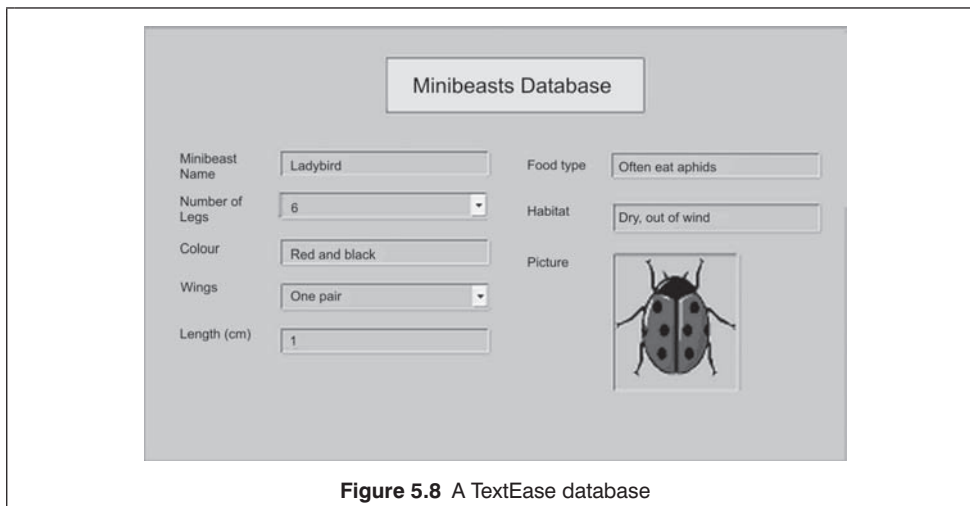 Minibeasts Database
Minibeast
Name
Ladybird
Number of
Legs
6
Colour
Red and black
Wings
One pair
Length (cm)
1
Food type
Often eat aphids
Habitat
Dry, out of wind
Picture
Figure 5.8 A TextEase database